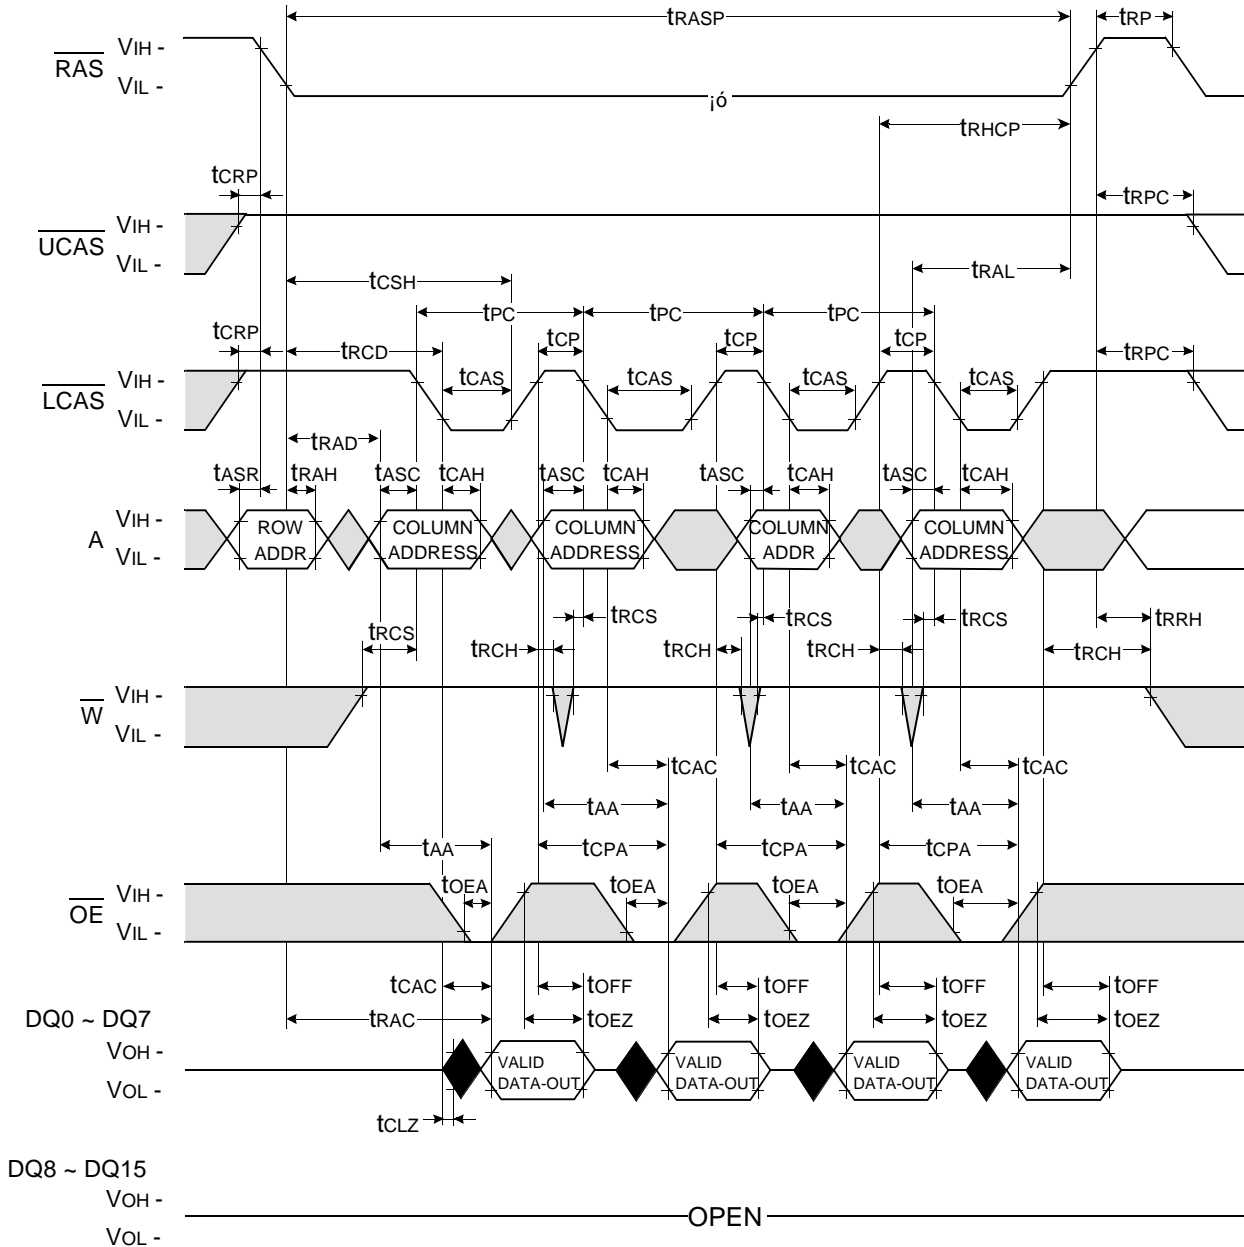 tRASP tRP
RAS VIH -
VIL -
¡ó
tRHCP
tCRP tRPC
UCAS VIH -
VIL -
tCSH tRAL
tPC tPC tPC
tCRP tRCD tCP tCP tCP tRPC
LCAS VIH -
VIL -
tCAS tCAS tCAS tCAS
tRAD
tASR tRAH tASC tCAH tASC tCAH tASC tCAH tASC tCAH
A VIH -
VIL -
ROW ADDR
COLUMN ADDRESS
COLUMN ADDRESS
COLUMN ADDR
COLUMN ADDRESS
tRCS tRCS tRCS tRCS tRRH
tRCH tRCH tRCH tRCH
W VIH -
VIL -
tCAC tCAC tCAC
tAA tAA tAA
tAA tCPA tCPA tCPA
tOEA tOEA tOEA tOEA
OE VIH -
VIL -
tCAC tOFF tOFF tOFF tOFF
tRAC tOEZ tOEZ tOEZ tOEZ
DQ0 ~ DQ7
VOH -
VOL -
VALID DATA-OUT
VALID DATA-OUT
VALID DATA-OUT
VALID DATA-OUT
tCLZ
DQ8 ~ DQ15
VOH -
OPEN
VOL -